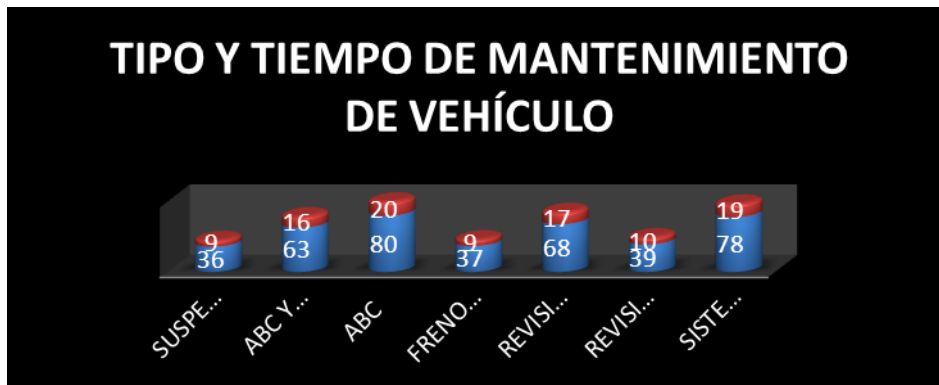 TIPO Y TIEMPO DE MANTENIMIENTO
DE VEHÍCULO
9 16 20 9 17 10 19
36 63 80 37 68 39 78
SUSPE... ABC Y... ABC FRENO... REVISI... REVISI... SISTE...